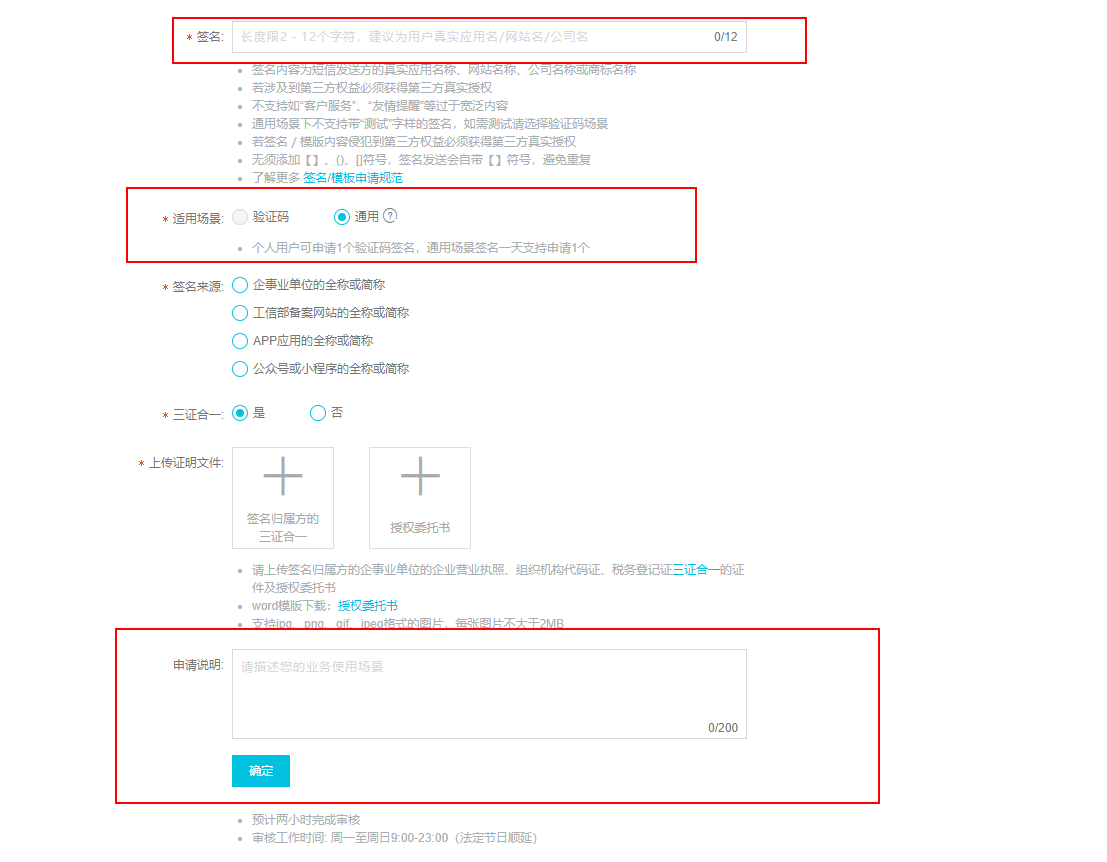 * 签名: 长度限2 - 12个字符，建议为用户真实应用名/网站名/公司名 0/12
签名内容为短信发送方的真实应用名称、网站名称、公司名称或商标名称
若涉及到第三方权益必须获得第三方真实授权
不支持如“客户服务”、“友情提醒”等过于宽泛内容
通用场景下不支持带“测试”字样的签名，如需测试请选择验证码场景
若签名 / 模版内容侵犯到第三方权益必须获得第三方真实授权
无须添加【】、()、[]符号，签名发送会自带【】符号，避免重复
了解更多 签名/模板申请规范
* 适用场景: 验证码 通用 ?
个人用户可申请1个验证码签名，通用场景签名一天支持申请1个
* 签名来源: 企事业单位的全称或简称
工信部备案网站的全称或简称
APP应用的全称或简称
公众号或小程序的全称或简称
* 三证合一: 是 否
* 上传证明文件:
签名归属方的
三证合一
授权委托书
请上传签名归属方的企事业单位的企业营业执照、组织机构代码证、税务登记证三证合一的证
件及授权委托书
word模版下载：授权委托书
支持jpg、png、gif、jpeg格式的图片，每张图片不大于2MB
申请说明: 请描述您的业务使用场景
0/200
确定
预计两小时完成审核
审核工作时间: 周一至周日9:00-23:00（法定节日顺延）